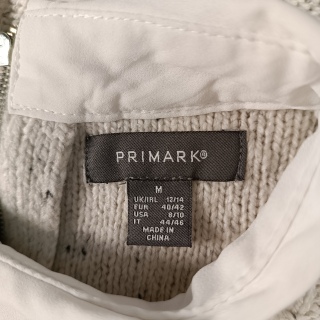 PRIMARK®
M
UK/IRL 12/14
EUR 40/42
USA 8/10
IT 44/46
MADE IN
CHINA